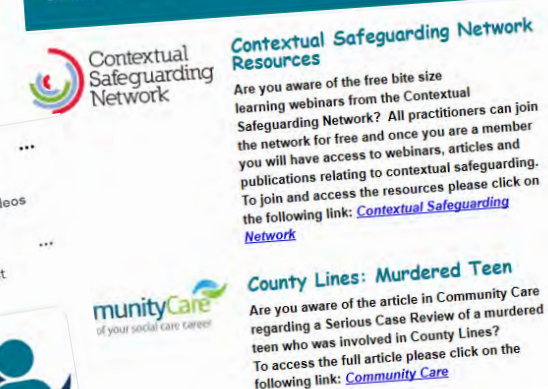 Contextual
Safeguarding
Network
Contextual Safeguarding Network
Resources
Are you aware of the free bite size
learning webinars from the Contextual
Safeguarding Network? All practitioners can join
the network for free and once you are a member
you will have access to webinars, articles and
publications relating to contextual safeguarding.
To join and access the resources please click on
the following link: Contextual Safeguarding
Network
...
eos
...
t
munityCare
of your social care career
County Lines: Murdered Teen
Are you aware of the article in Community Care
regarding a Serious Case Review of a murdered
teen who was involved in County Lines?
To access the full article please click on the
following link: Community Care